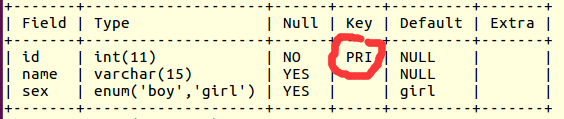 +-------+--------------------+------+-----+---------+-------+
| Field | Type               | Null | Key | Default | Extra |
+-------+--------------------+------+-----+---------+-------+
| id    | int(11)            | NO   | PRI | NULL    |       |
| name  | varchar(15)        | YES  |     | NULL    |       |
| sex   | enum('boy','girl') | YES  |     | girl    |       |
+-------+--------------------+------+-----+---------+-------+